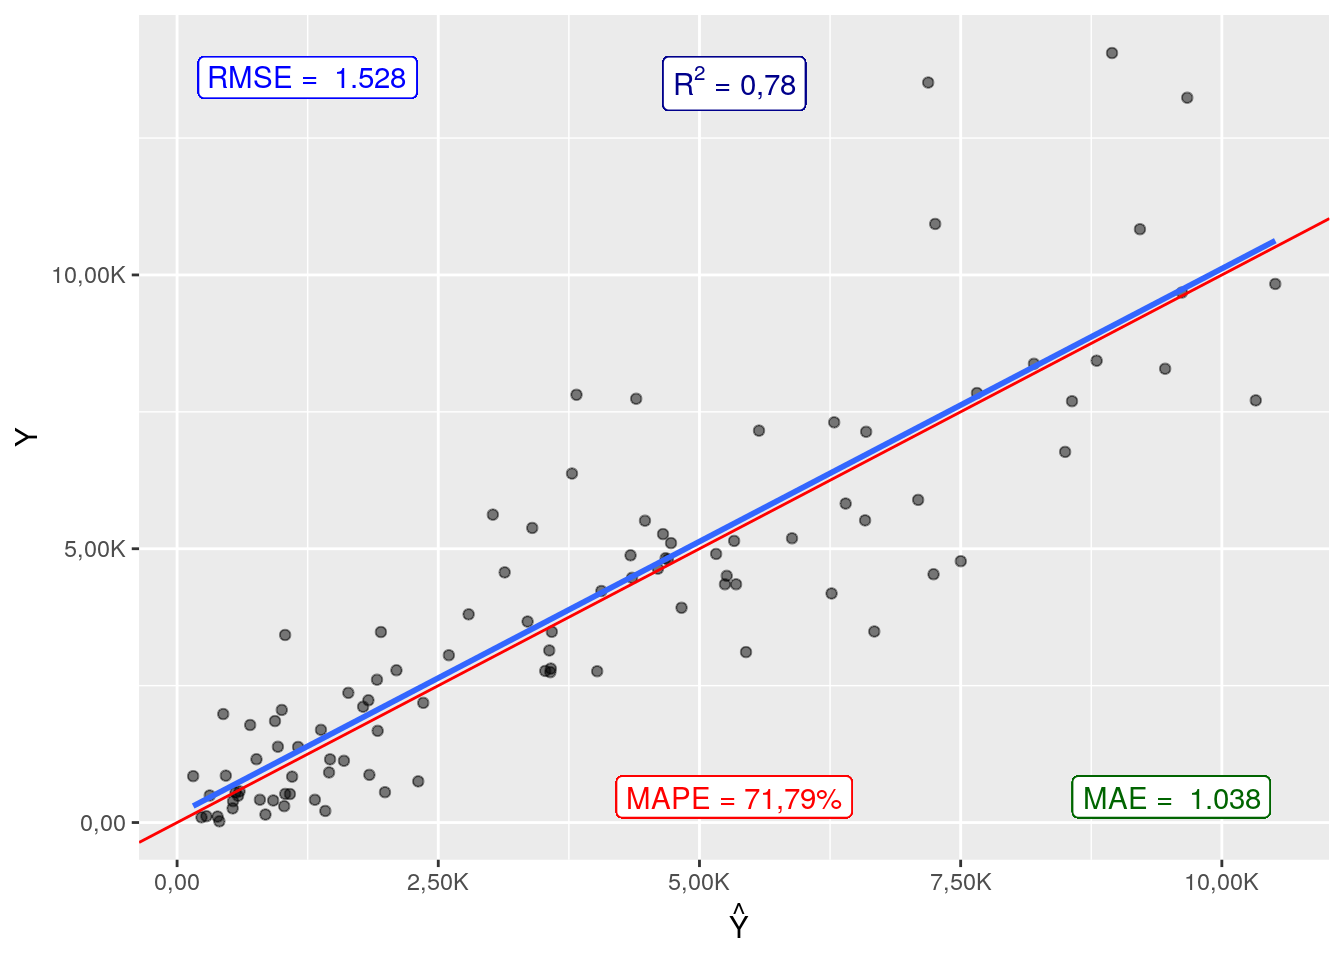 RMSE = 1.528
R² = 0,78
Y
10,00K
5,00K
0,00
MAPE = 71,79%
MAE = 1.038
0,00 2,50K 5,00K 7,50K 10,00K
Ŷ